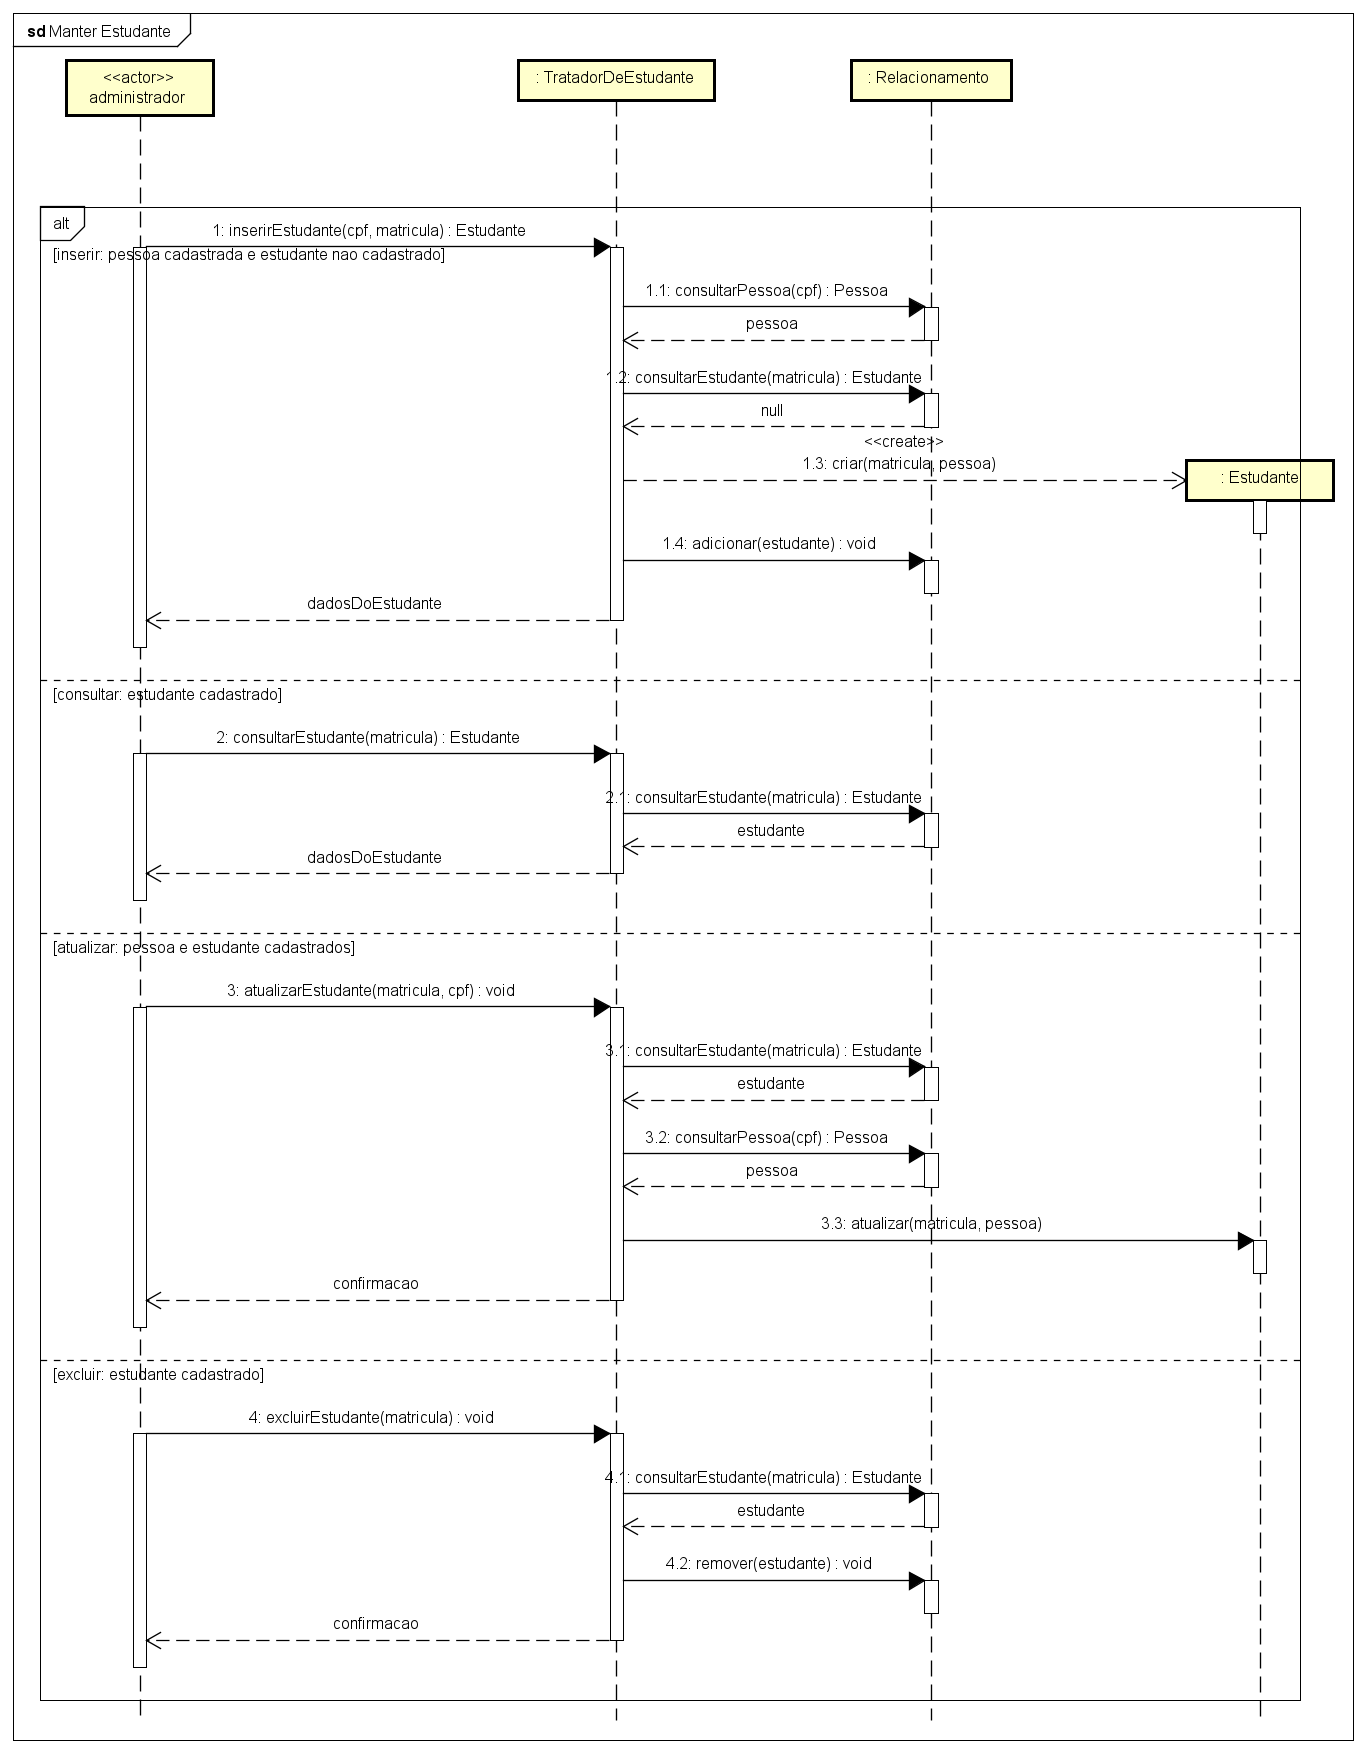 sd Manter Estudante
<<actor>>
administrador
: TratadorDeEstudante
: Relacionamento
alt
1: inserirEstudante(cpf, matricula) : Estudante
[inserir: pessoa cadastrada e estudante nao cadastrado]
1.1: consultarPessoa(cpf) : Pessoa
pessoa
1.2: consultarEstudante(matricula) : Estudante
null
<<create>>
1.3: criar(matricula, pessoa)
: Estudante
1.4: adicionar(estudante) : void
dadosDoEstudante
[consultar: estudante cadastrado]
2: consultarEstudante(matricula) : Estudante
2.1: consultarEstudante(matricula) : Estudante
estudante
dadosDoEstudante
[atualizar: pessoa e estudante cadastrados]
3: atualizarEstudante(matricula, cpf) : void
3.1: consultarEstudante(matricula) : Estudante
estudante
3.2: consultarPessoa(cpf) : Pessoa
pessoa
3.3: atualizar(matricula, pessoa)
confirmacao
[excluir: estudante cadastrado]
4: excluirEstudante(matricula) : void
4.1: consultarEstudante(matricula) : Estudante
estudante
4.2: remover(estudante) : void
confirmacao